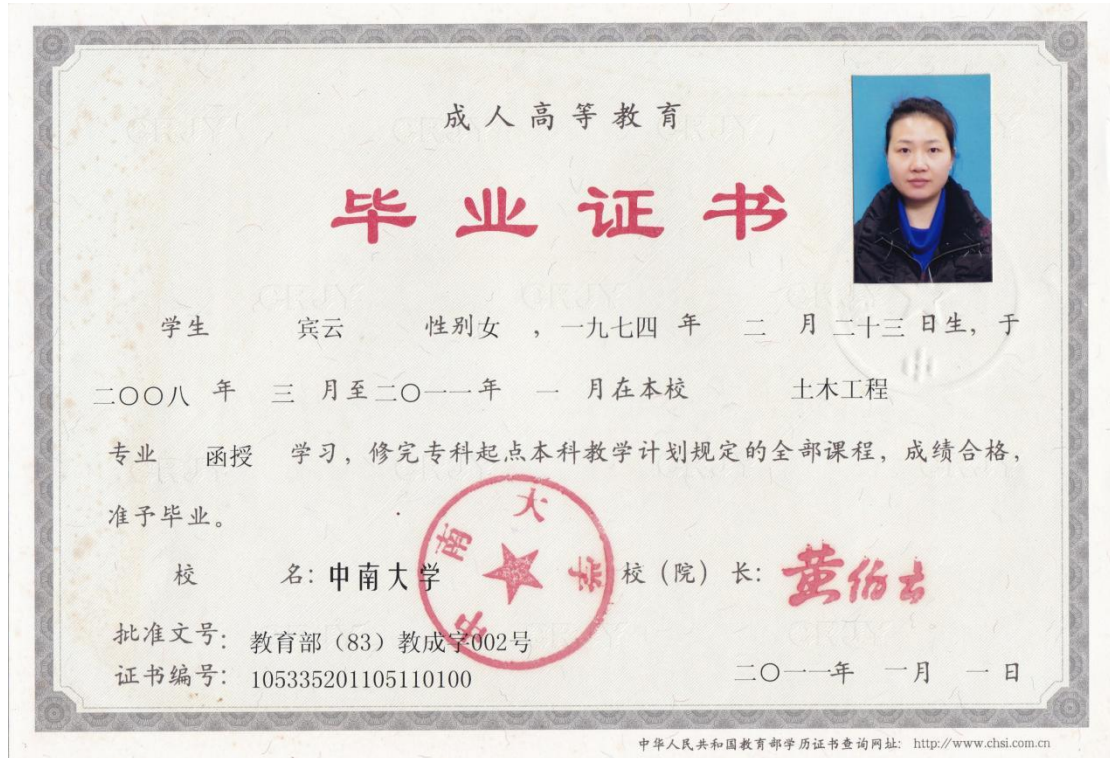 成人高等教育
毕业证书
学生 宾云 性别女 ,一九七四 年 二 月 二十三 日生,于
二○○八 年 三 月至二○一一年 一 月在本校 土木工程
专业 函授 学习,修完专科起点本科教学计划规定的全部课程,成绩合格,
准予毕业。
校 名:中南大学 校(院)长:黄伯云
中南大学
批准文号:教育部(83)教成字002号
证书编号:105335201105110100 二○一一年 一月 一日
中华人民共和国教育部学历证书查询网址: http://www.chsi.com.cn